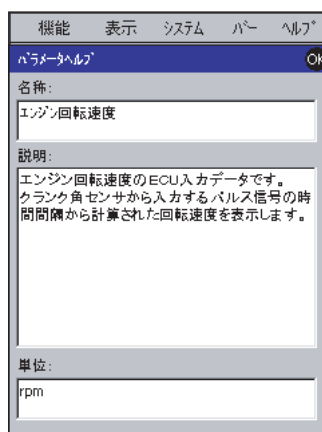 機能 表示 ｼｽﾃﾑ ﾊﾞｰ ﾍﾙﾌﾟ
ﾊﾟﾗﾒｰﾀﾍﾙﾌﾟ OK
名称:
ｴﾝｼﾞﾝ回転速度
説明:
エンジン回転速度のECU入力データです。
クランク角センサから入力するパルス信号の時
間間隔から計算された回転速度を表示します。
単位:
rpm